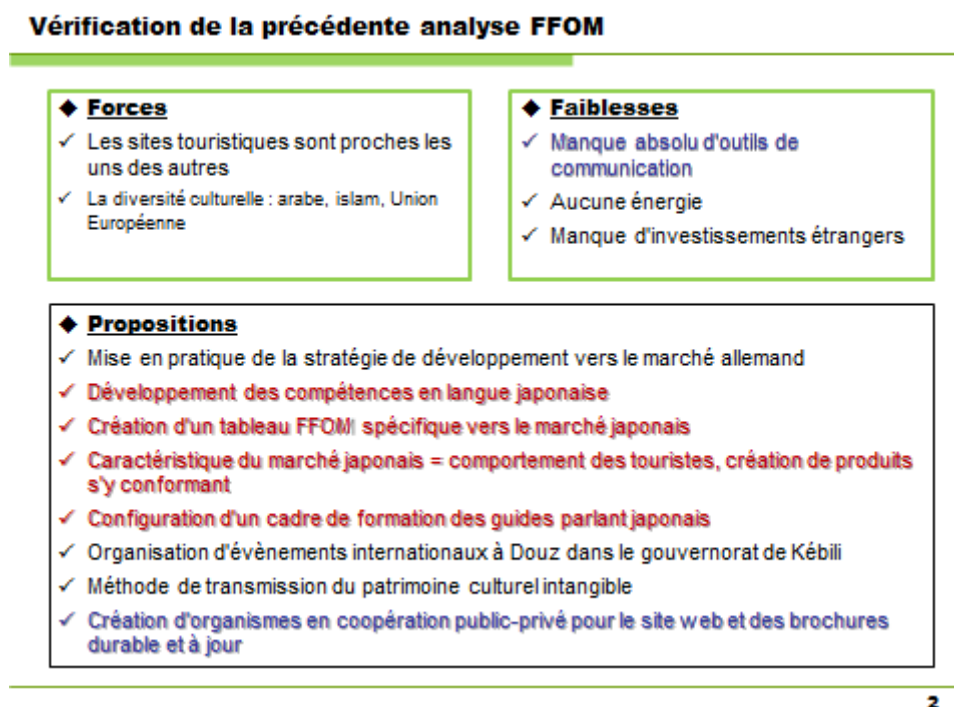 Vérification de la précédente analyse FFOM
◆ Forces
✓ Les sites touristiques sont proches les
uns des autres
✓ La diversité culturelle : arabe, islam, Union
Européenne
◆ Faiblesses
✓ Manque absolu d'outils de
communication
✓ Aucune énergie
✓ Manque d'investissements étrangers
◆ Propositions
✓ Mise en pratique de la stratégie de développement vers le marché allemand
✓ Développement des compétences en langue japonaise
✓ Création d'un tableau FFOM spécifique vers le marché japonais
✓ Caractéristique du marché japonais = comportement des touristes, création de produits
s'y conformant
✓ Configuration d'un cadre de formation des guides parlant japonais
✓ Organisation d'évènements internationaux à Douz dans le gouvernorat de Kébili
✓ Méthode de transmission du patrimoine culturel intangible
✓ Création d'organismes en coopération public-privé pour le site web et des brochures
durable et à jour
2